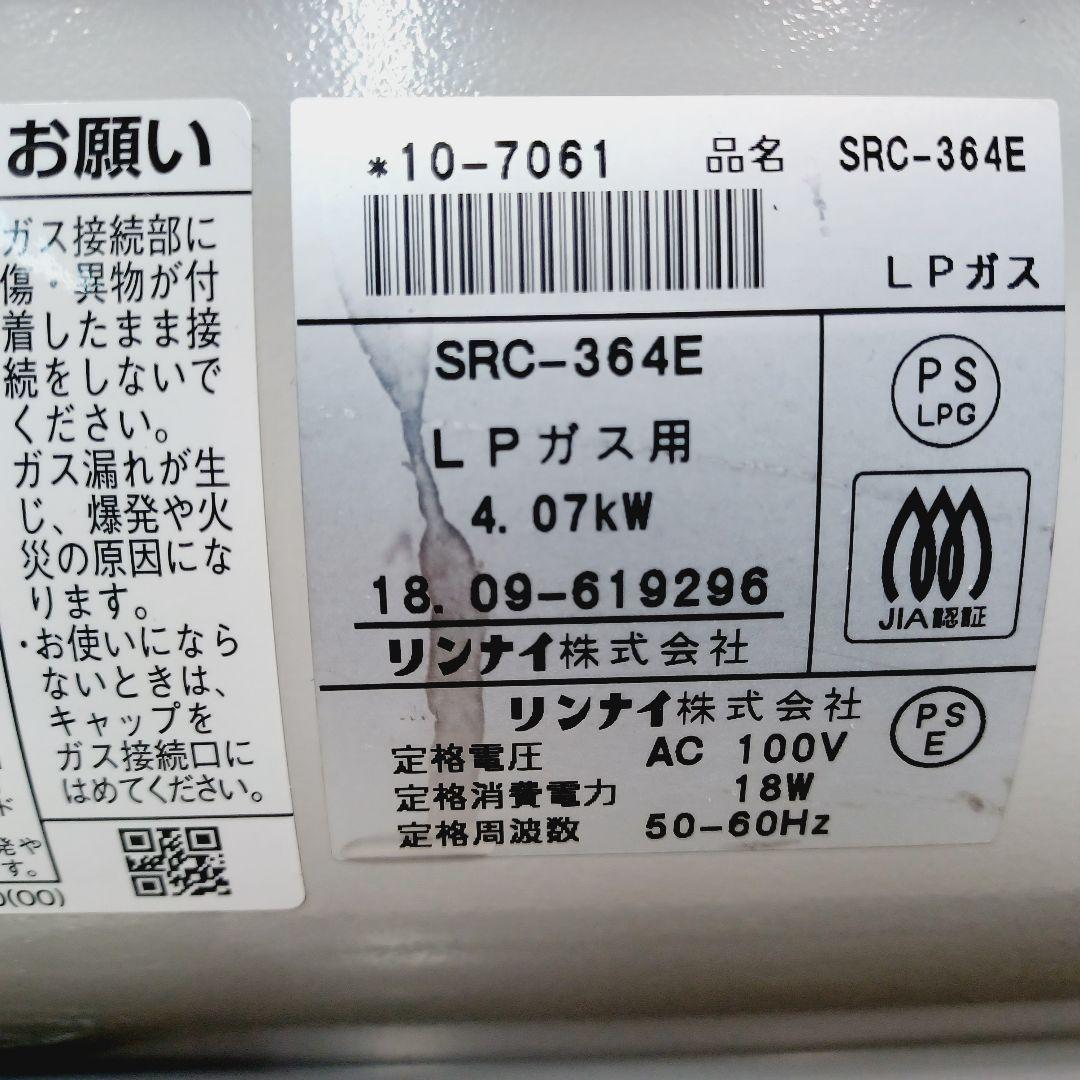 お願い
ガス接続部に
傷・異物が付
着したまま接
続をしないで
ください。
ガス漏れが生
じ、爆発や火
災の原因にな
ります。
・お使いになら
ないときは、
キャップを
ガス接続口に
はめてください。
ド
発や
す。
0(00)
*10-7061 品名 SRC-364E
LPガス
SRC-364E
LPガス用
4.07kW
18.09-619296
リンナイ株式会社
PS
LPG
JIA認証
リンナイ株式会社
PS
E
定格電圧 AC 100V
定格消費電力 18W
定格周波数 50-60Hz